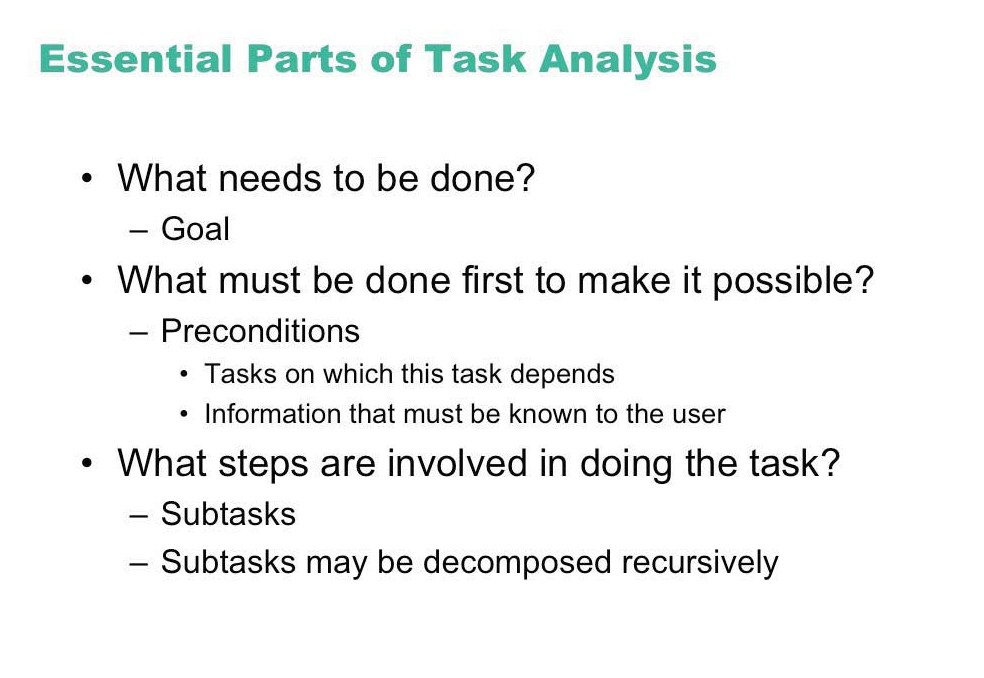 Essential Parts of Task Analysis
• What needs to be done?
– Goal
• What must be done first to make it possible?
– Preconditions
• Tasks on which this task depends
• Information that must be known to the user
• What steps are involved in doing the task?
– Subtasks
– Subtasks may be decomposed recursively